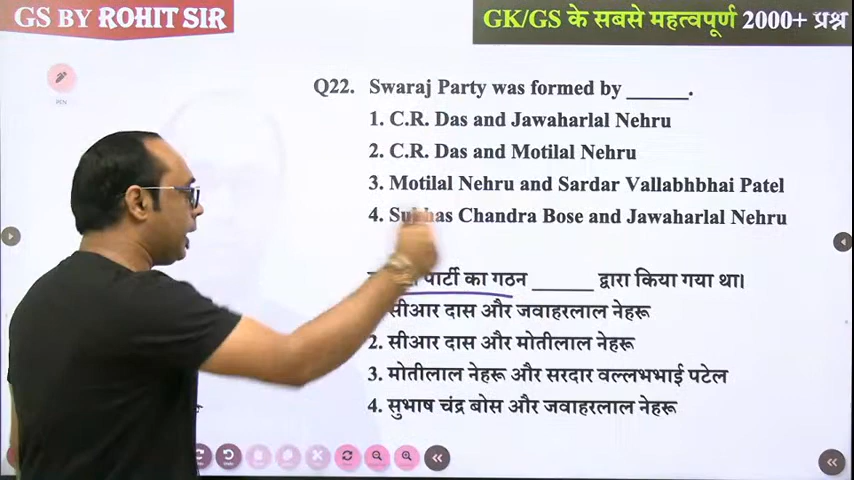 GS BY ROHIT SIR
GK/GS के सबसे महत्वपूर्ण 2000+ प्रश्न
PEN
Q22. Swaraj Party was formed by ______.
1. C.R. Das and Jawaharlal Nehru
2. C.R. Das and Motilal Nehru
3. Motilal Nehru and Sardar Vallabhbhai Patel
4. Subhas Chandra Bose and Jawaharlal Nehru
पार्टी का गठन ______ द्वारा किया गया था।
सीआर दास और जवाहरलाल नेहरू
2. सीआर दास और मोतीलाल नेहरू
3. मोतीलाल नेहरू और सरदार वल्लभभाई पटेल
4. सुभाष चंद्र बोस और जवाहरलाल नेहरू